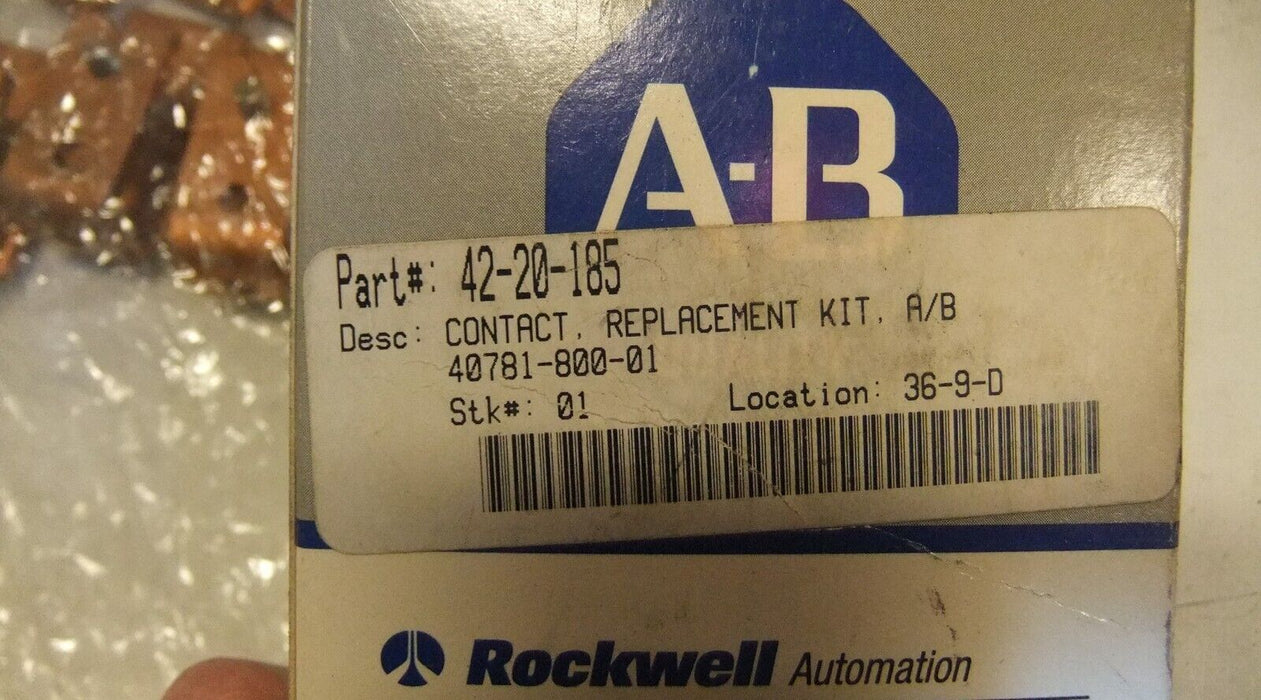 A-B
Part#: 42-20-185
Desc: CONTACT, REPLACEMENT KIT, A/B
40781-800-01
Stk#: 01 Location: 36-9-D
Rockwell Automation